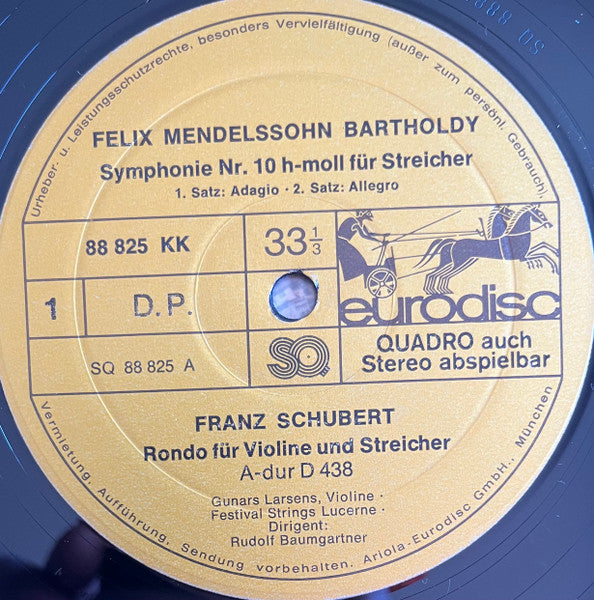 Urheber- u. Leistungsschutzrechte, besonders Vervielfältigung (außer zum persönl. Gebrauch)
FELIX MENDELSSOHN BARTHOLDY
Symphonie Nr. 10 h-moll für Streicher
1. Satz: Adagio · 2. Satz: Allegro
88 825 KK
33 1/3
eurodisc
1
D.P.
SQ 88 825 A
SQ
QUADRO auch
Stereo abspielbar
FRANZ SCHUBERT
Rondo für Violine und Streicher
A-dur D 438
Gunars Larsens, Violine ·
Festival Strings Lucerne ·
Dirigent:
Rudolf Baumgartner
Vermietung, Aufführung, Sendung vorbehalten. Ariola-Eurodisc GmbH., München